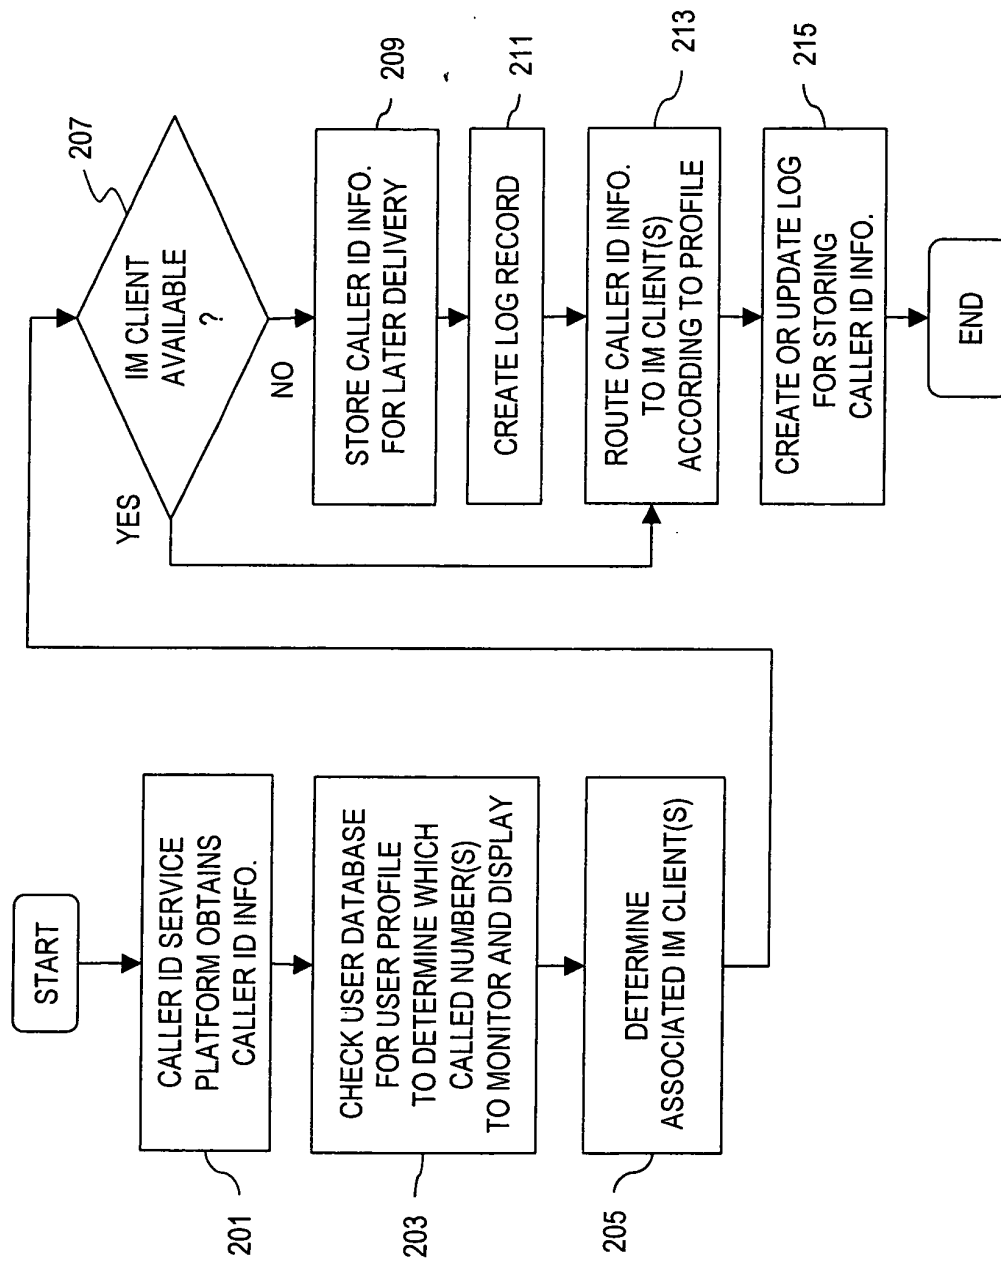 START
CALLER ID SERVICE
PLATFORM OBTAINS
CALLER ID INFO.
201
CHECK USER DATABASE
FOR USER PROFILE
TO DETERMINE WHICH
CALLED NUMBER(S)
TO MONITOR AND DISPLAY
203
DETERMINE
ASSOCIATED IM CLIENT(S)
205
IM CLIENT
AVAILABLE
?
207
YES
NO
STORE CALLER ID INFO.
FOR LATER DELIVERY
209
CREATE LOG RECORD
211
ROUTE CALLER ID INFO.
TO IM CLIENT(S)
ACCORDING TO PROFILE
213
CREATE OR UPDATE LOG
FOR STORING
CALLER ID INFO.
215
END